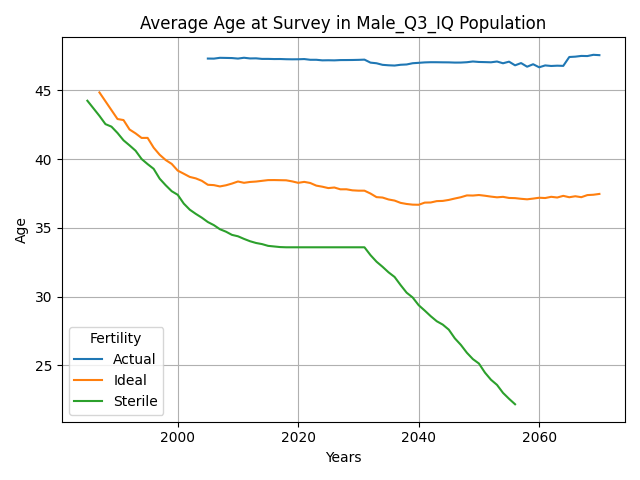 Average Age at Survey in Male_Q3_IQ Population
Age
45
40
35
30
25
Fertility
Actual
Ideal
Sterile
2000
2020
2040
2060
Years